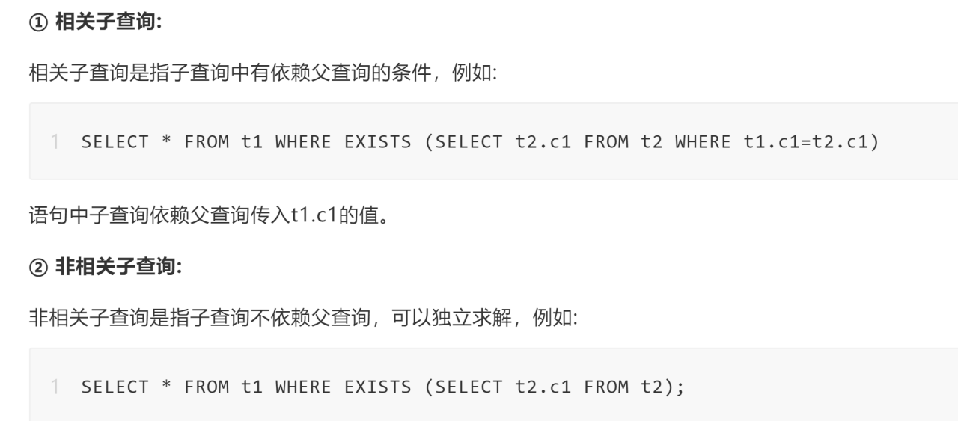 ① 相关子查询:
相关子查询是指子查询中有依赖父查询的条件，例如:
1 SELECT * FROM t1 WHERE EXISTS (SELECT t2.c1 FROM t2 WHERE t1.c1=t2.c1)
语句中子查询依赖父查询传入t1.c1的值。
② 非相关子查询:
非相关子查询是指子查询不依赖父查询，可以独立求解，例如:
1 SELECT * FROM t1 WHERE EXISTS (SELECT t2.c1 FROM t2);